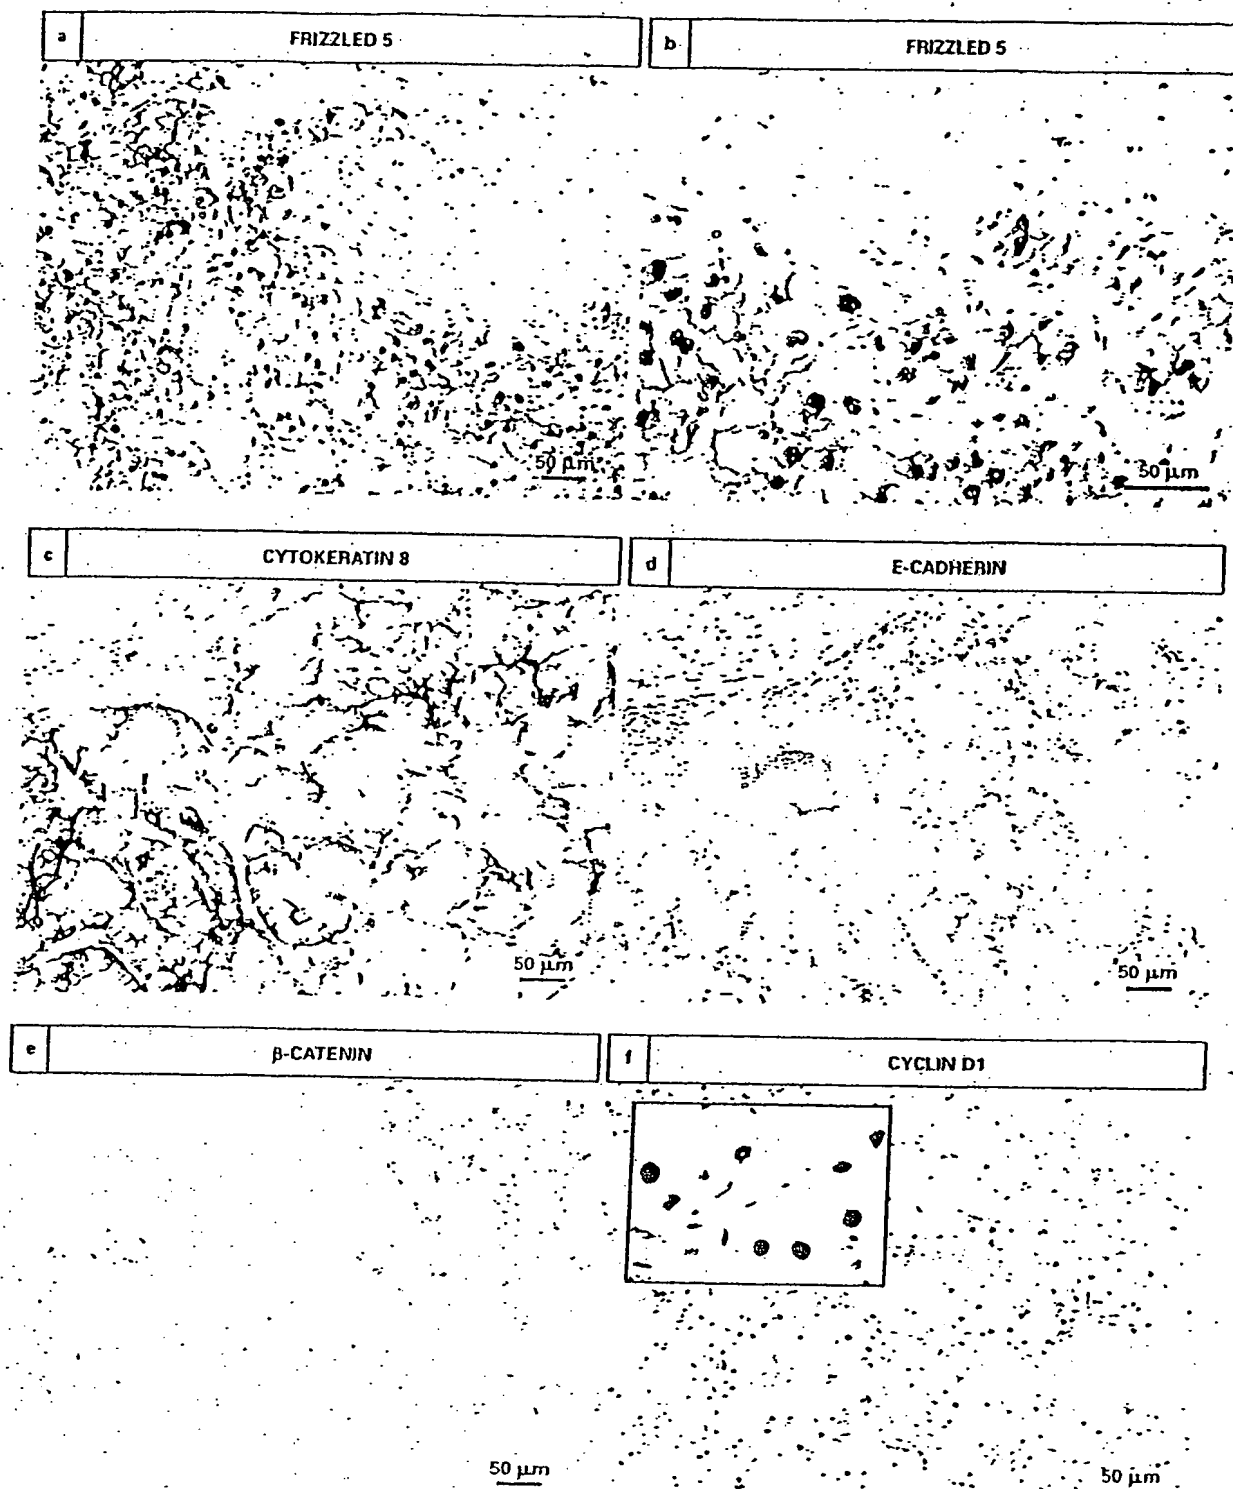 a FRIZZLED 5
b FRIZZLED 5
50 μm
50 μm
c CYTOKERATIN 8
d E-CADHERIN
50 μm
50 μm
e β-CATENIN
f CYCLIN D1
50 μm
50 μm